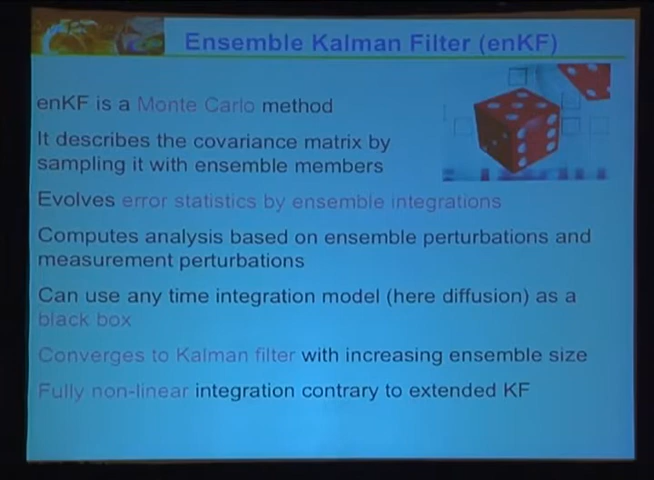 Ensemble Kalman Filter (enKF)
enKF is a Monte Carlo method
It describes the covariance matrix by
sampling it with ensemble members
Evolves error statistics by ensemble integrations
Computes analysis based on ensemble perturbations and
measurement perturbations
Can use any time integration model (here diffusion) as a
black box
Converges to Kalman filter with increasing ensemble size
Fully non-linear integration contrary to extended KF